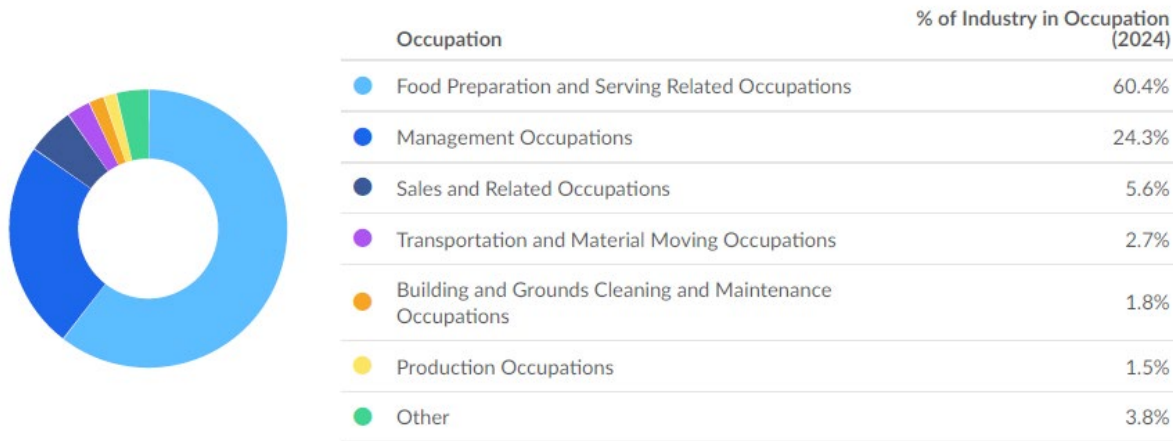 % of Industry in Occupation
Occupation (2024)
Food Preparation and Serving Related Occupations 60.4%
Management Occupations 24.3%
Sales and Related Occupations 5.6%
Transportation and Material Moving Occupations 2.7%
Building and Grounds Cleaning and Maintenance
Occupations 1.8%
Production Occupations 1.5%
Other 3.8%